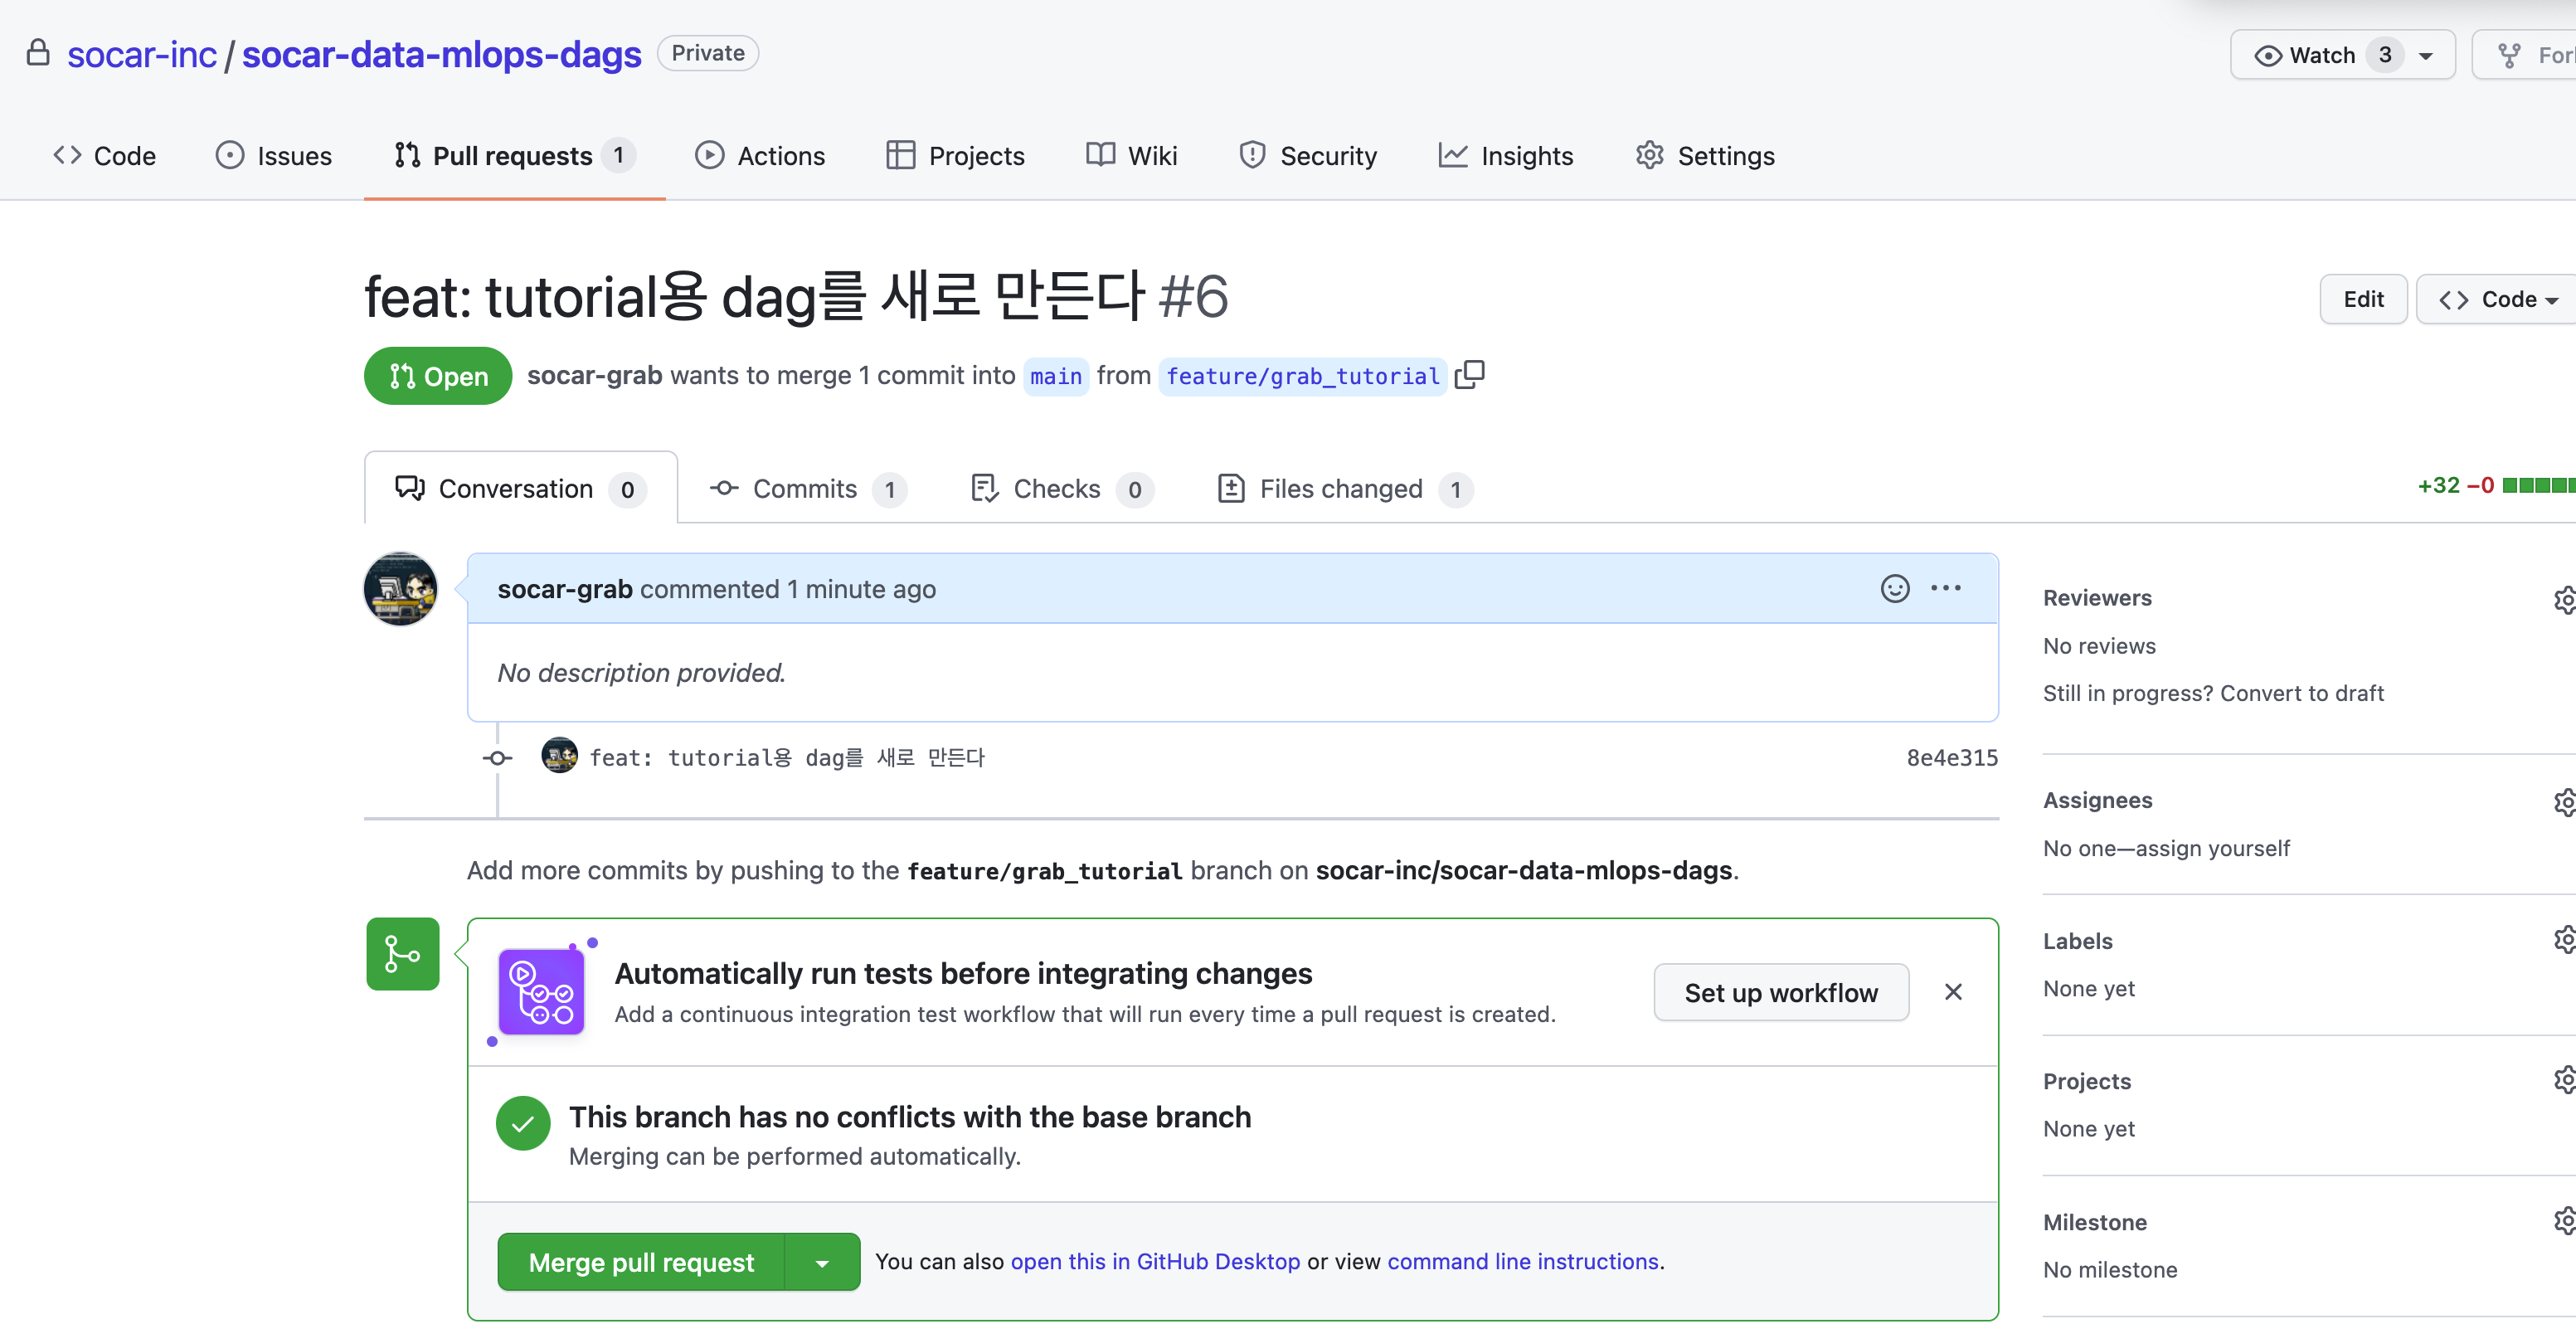 socar-inc / socar-data-mlops-dags Private Watch 3
Code Issues Pull requests 1 Actions Projects Wiki Security Insights Settings
feat: tutorial용 dag를 새로 만든다 #6 Edit Code
Open socar-grab wants to merge 1 commit into main from feature/grab_tutorial
Conversation 0 Commits 1 Checks 0 Files changed 1 +32 −0
socar-grab commented 1 minute ago
No description provided.
feat: tutorial용 dag를 새로 만든다 8e4e315
Add more commits by pushing to the feature/grab_tutorial branch on socar-inc/socar-data-mlops-dags.
Automatically run tests before integrating changes
Add a continuous integration test workflow that will run every time a pull request is created.
Set up workflow
This branch has no conflicts with the base branch
Merging can be performed automatically.
Merge pull request You can also open this in GitHub Desktop or view command line instructions.
Reviewers
No reviews
Still in progress? Convert to draft
Assignees
No one—assign yourself
Labels
None yet
Projects
None yet
Milestone
No milestone